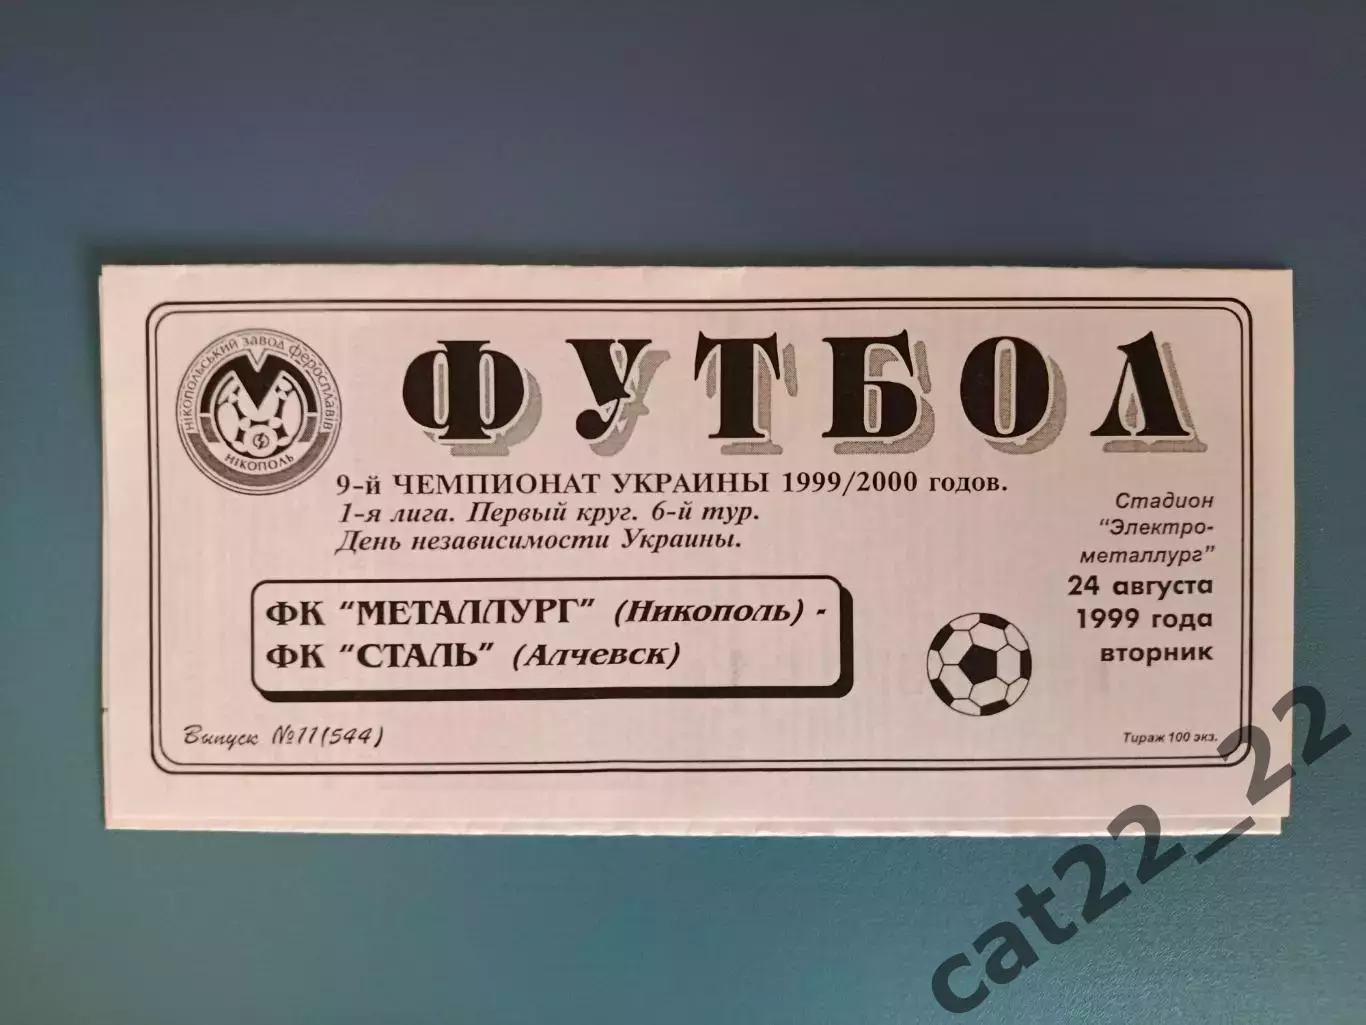 НІКОПОЛЬСЬКИЙ ЗАВОД ФЕРОСПЛАВІВ
НІКОПОЛЬ
ФУТБОЛ
9-й ЧЕМПИОНАТ УКРАИНЫ 1999/2000 годов.
1-я лига. Первый круг. 6-й тур.
День независимости Украины.
Стадион
“Электро-
металлург”
24 августа
1999 года
вторник
ФК “МЕТАЛЛУРГ” (Никополь) -
ФК “СТАЛЬ” (Алчевск)
Выпуск №11(544)
Тираж 100 экз.
cat22_22